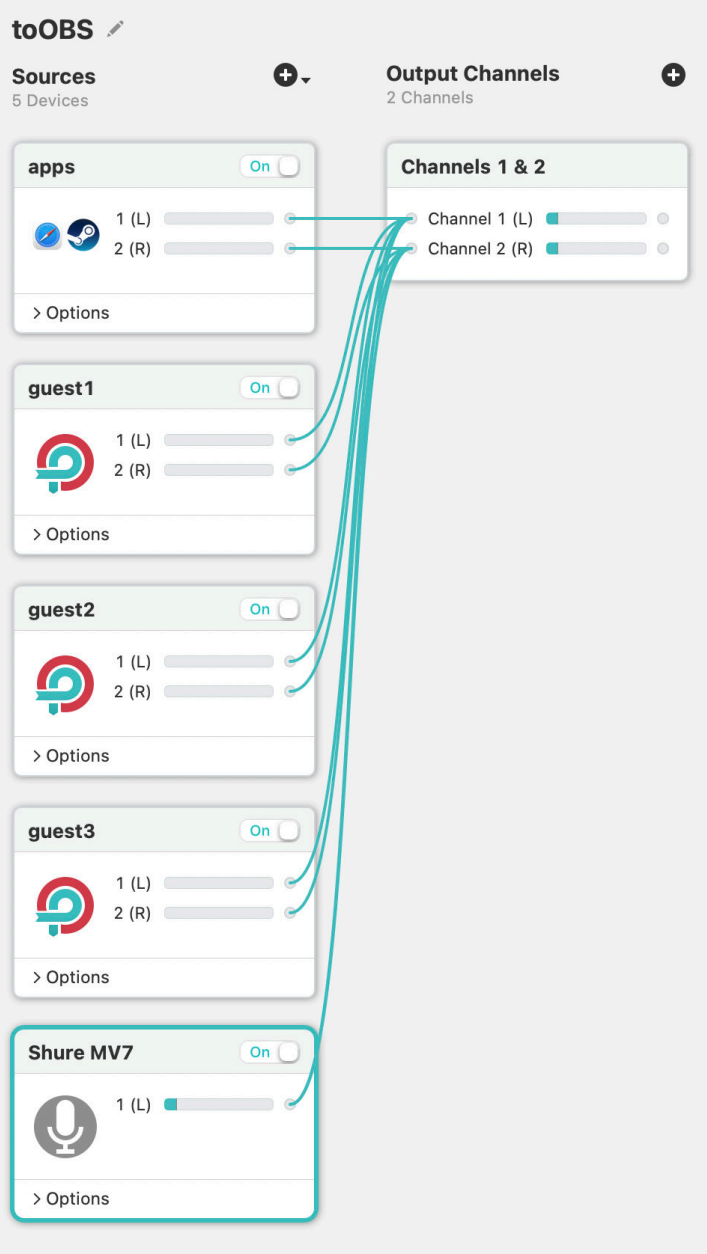 toOBS
Sources
5 Devices
Output Channels
2 Channels
apps
On
1 (L)
2 (R)
> Options
Channels 1 & 2
Channel 1 (L)
Channel 2 (R)
guest1
On
1 (L)
2 (R)
> Options
guest2
On
1 (L)
2 (R)
> Options
guest3
On
1 (L)
2 (R)
> Options
Shure MV7
On
1 (L)
> Options